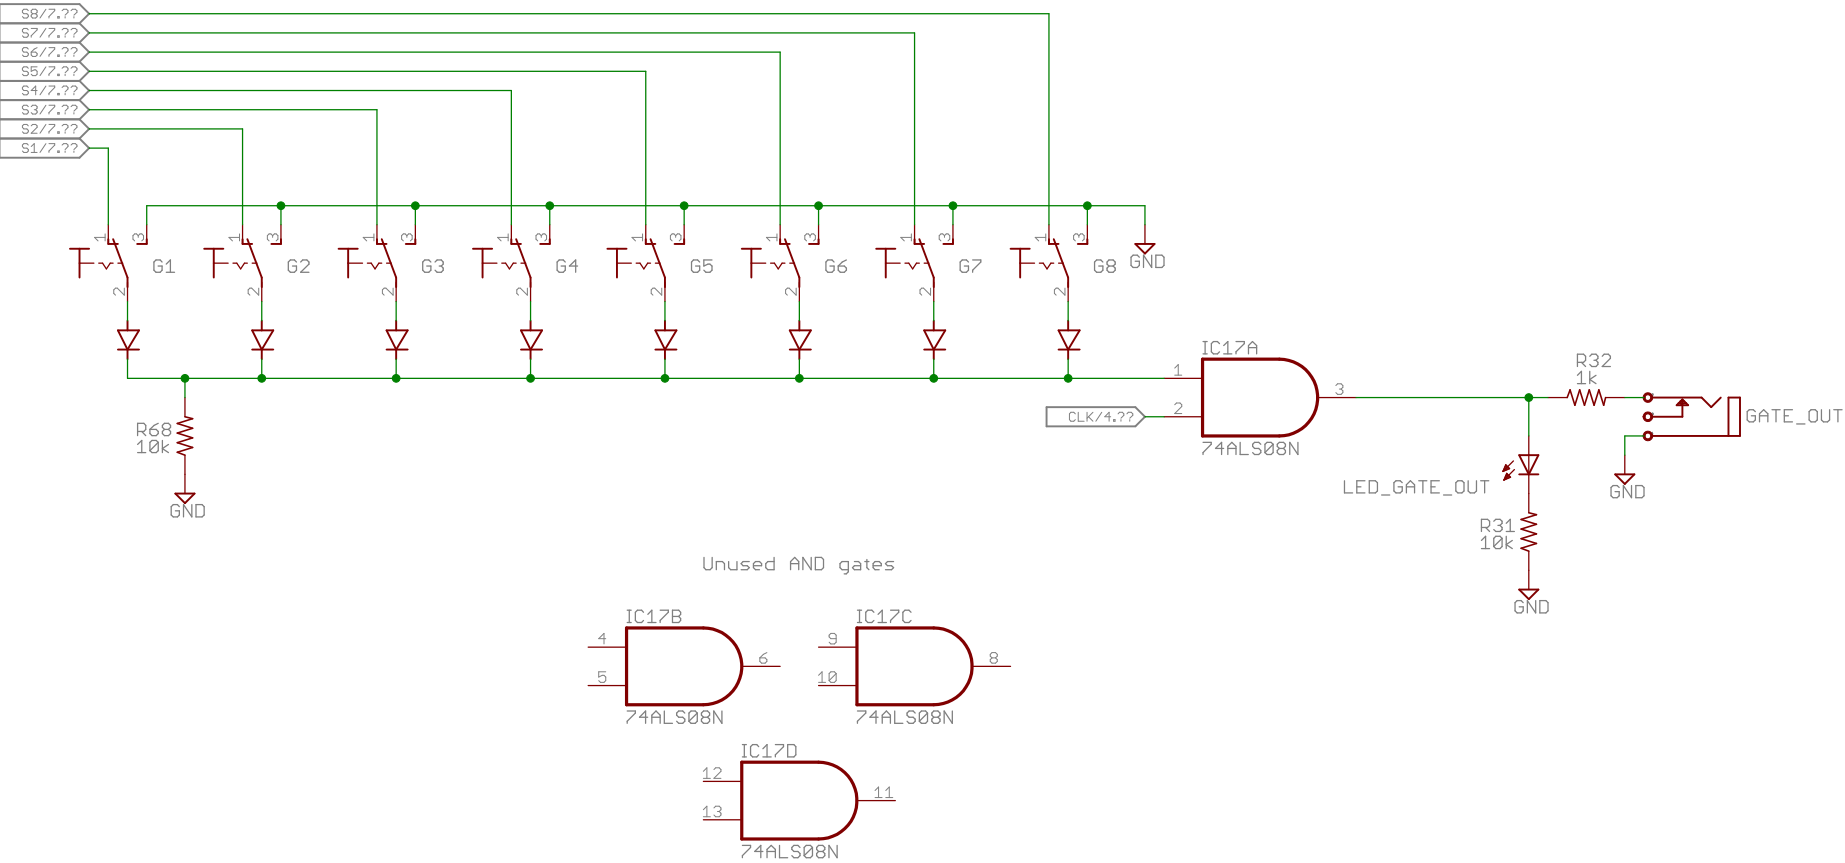 S8/7.??
S7/7.??
S6/7.??
S5/7.??
S4/7.??
S3/7.??
S2/7.??
S1/7.??
1 3 1 3 1 3 1 3 1 3 1 3 1 3 1 3
G1 G2 G3 G4 G5 G6 G7 G8 GND
2 2 2 2 2 2 2 2
IC17A
1
2
3
CLK/4.??
74ALS08N
R32
1k
GATE_OUT
GND
R68
10k
GND
LED_GATE_OUT
R31
10k
GND
Unused AND gates
IC17B
4
5
6
74ALS08N
IC17C
9
10
8
74ALS08N
IC17D
12
13
11
74ALS08N